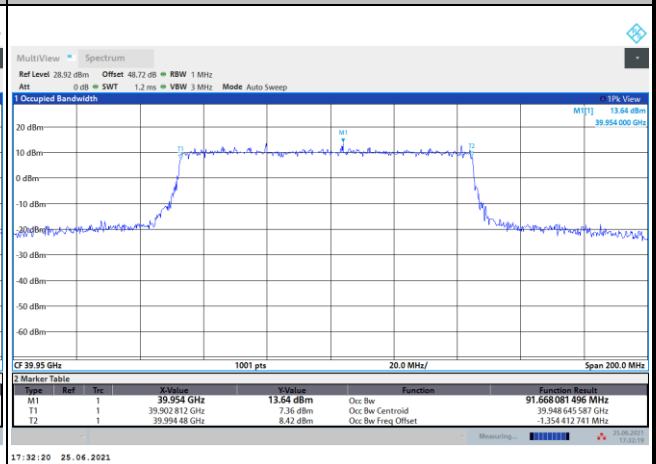 MultiView Spectrum
Ref Level 28.92 dBm Offset 48.72 dB RBW 1 MHz
Att 0 dB SWT 1.2 ms VBW 3 MHz Mode Auto Sweep
1 Occupied Bandwidth 1Pk View
M1[1] 13.64 dBm
39.954 000 GHz
20 dBm
M1
T1 T2
10 dBm
0 dBm
-10 dBm
-20 dBm
-30 dBm
-40 dBm
-50 dBm
-60 dBm
CF 39.95 GHz 1001 pts 20.0 MHz/ Span 200.0 MHz
2 Marker Table
Type Ref Trc X-Value Y-Value Function Function Result
M1 1 39.954 GHz 13.64 dBm Occ Bw 91.668 081 496 MHz
T1 1 39.902 812 GHz 7.36 dBm Occ Bw Centroid 39.948 645 587 GHz
T2 1 39.994 48 GHz 8.42 dBm Occ Bw Freq Offset -1.354 412 741 MHz
Measuring... 25.06.2021
17:32:19
17:32:20 25.06.2021